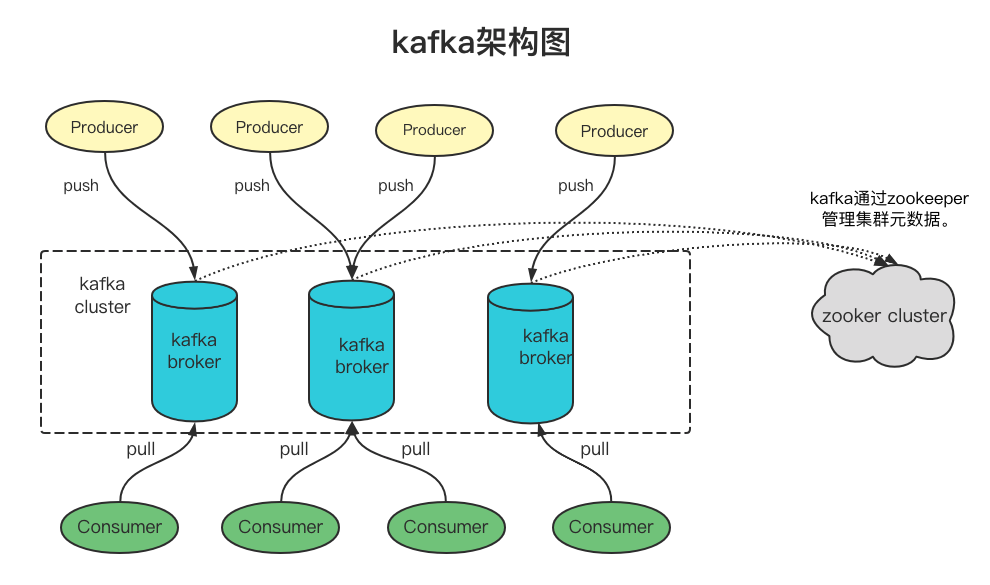 kafka架构图
Producer
Producer
Producer
Producer
push
push
push
push
kafka通过zookeeper
管理集群元数据。
kafka
cluster
kafka
broker
kafka
broker
kafka
broker
zooker cluster
pull
pull
pull
pull
Consumer
Consumer
Consumer
Consumer